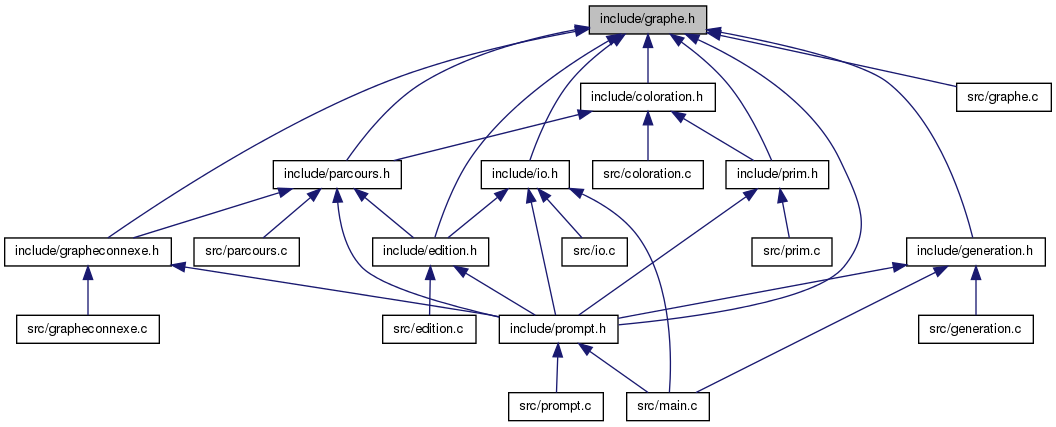 include/graphe.h
include/coloration.h
src/graphe.c
include/parcours.h
include/io.h
src/coloration.c
include/prim.h
include/grapheconnexe.h
src/parcours.c
include/edition.h
src/io.c
src/prim.c
include/generation.h
src/grapheconnexe.c
src/edition.c
include/prompt.h
src/generation.c
src/prompt.c
src/main.c